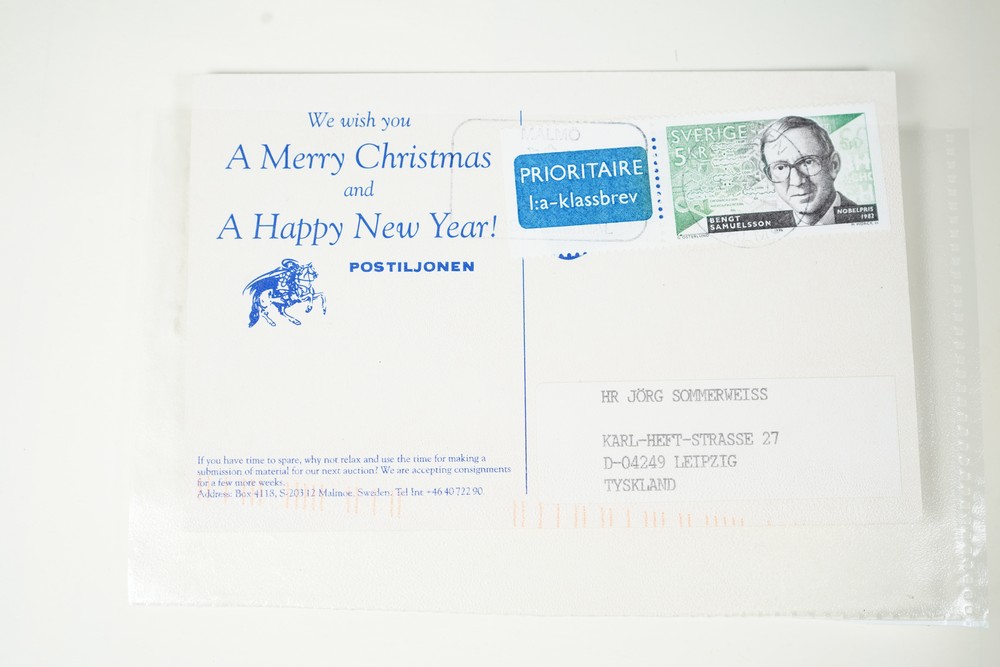 We wish you
A Merry Christmas
and
A Happy New Year!
POSTILJONEN
If you have time to spare, why not relax and use the time for making a
submission of material for our next auction? We are accepting consignments
for a few more weeks.
Address: Box 4118, S-203 12 Malmoe, Sweden. Tel Int +46 40 722 90
MALMÖ
PRIORITAIRE
1:a-klassbrev
SVERIGE
5KR
BENGT
SAMUELSSON
NOBELPRIS
1982
HR JÖRG SOMMERWEISS
KARL-HEFT-STRASSE 27
D-04249 LEIPZIG
TYSKLAND